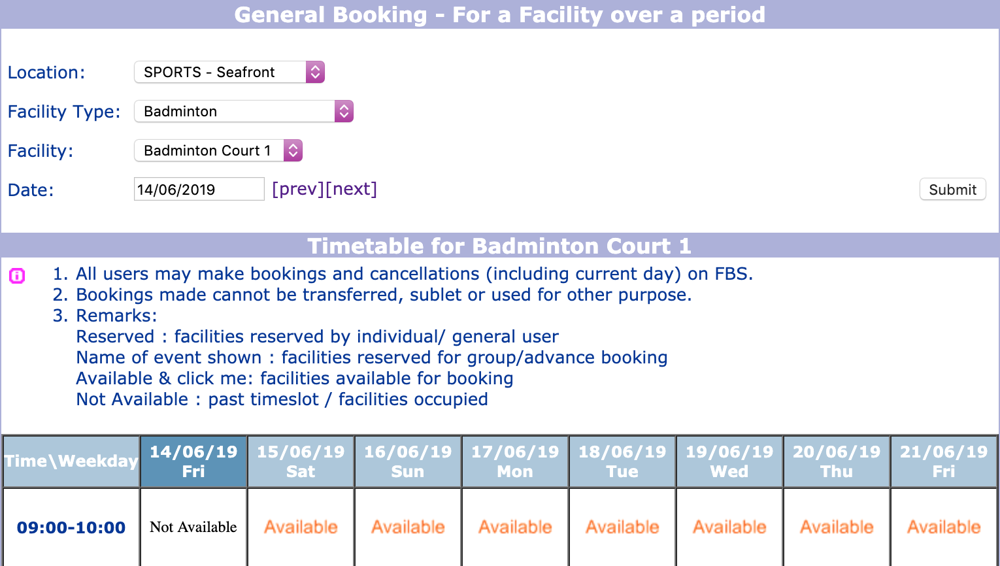 General Booking - For a Facility over a period
Location: SPORTS - Seafront
Facility Type: Badminton
Facility: Badminton Court 1
Date: 14/06/2019 [prev][next] Submit
Timetable for Badminton Court 1
1. All users may make bookings and cancellations (including current day) on FBS.
2. Bookings made cannot be transferred, sublet or used for other purpose.
3. Remarks:
Reserved : facilities reserved by individual/ general user
Name of event shown : facilities reserved for group/advance booking
Available & click me: facilities available for booking
Not Available : past timeslot / facilities occupied
Time\Weekday 14/06/19 Fri 15/06/19 Sat 16/06/19 Sun 17/06/19 Mon 18/06/19 Tue 19/06/19 Wed 20/06/19 Thu 21/06/19 Fri
09:00-10:00 Not Available Available Available Available Available Available Available Available